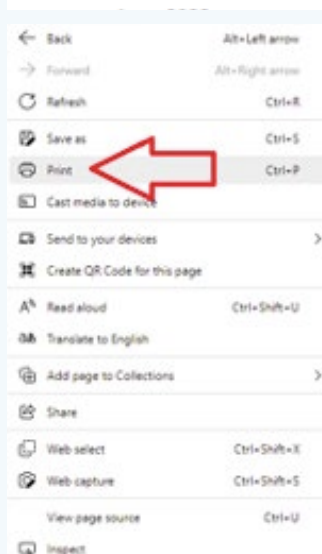 Back Alt+Left arrow
Forward Alt+Right arrow
Refresh Ctrl+R
Save as Ctrl+S
Print Ctrl+P
Cast media to device
Send to your devices
Create QR Code for this page
Read aloud Ctrl+Shift+U
Translate to English
Add page to Collections
Share
Web select Ctrl+Shift+X
Web capture Ctrl+Shift+S
View page source Ctrl+U
Inspect